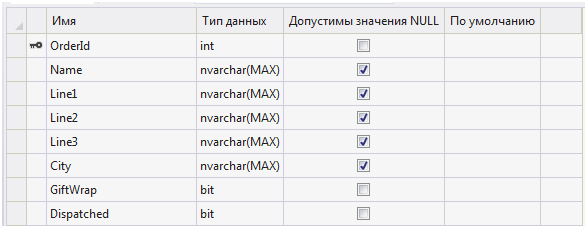 Имя Тип данных Допустимы значения NULL По умолчанию
OrderId int
Name nvarchar(MAX)
Line1 nvarchar(MAX)
Line2 nvarchar(MAX)
Line3 nvarchar(MAX)
City nvarchar(MAX)
GiftWrap bit
Dispatched bit